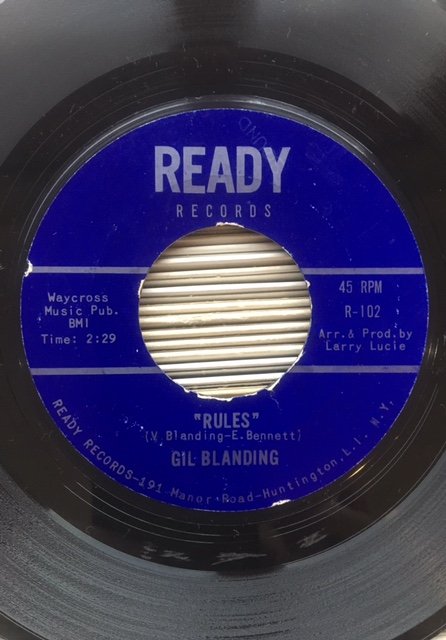 READY
RECORDS
Waycross
Music Pub.
BMI
Time: 2:29
45 RPM
R-102
Arr. & Prod. by
Larry Lucie
"RULES"
(V. Blanding-E. Bennett)
GIL BLANDING
READY RECORDS-191 Manor Road-Huntington, L.I. N.Y.